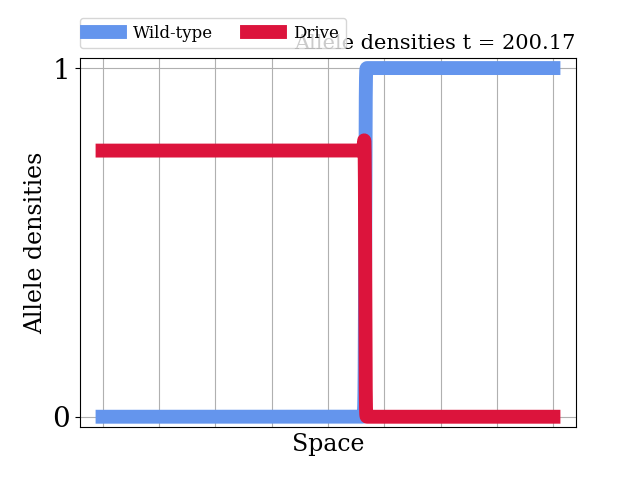 Wild-type Drive
Allele densities t = 200.17
1
Allele densities
0
Space